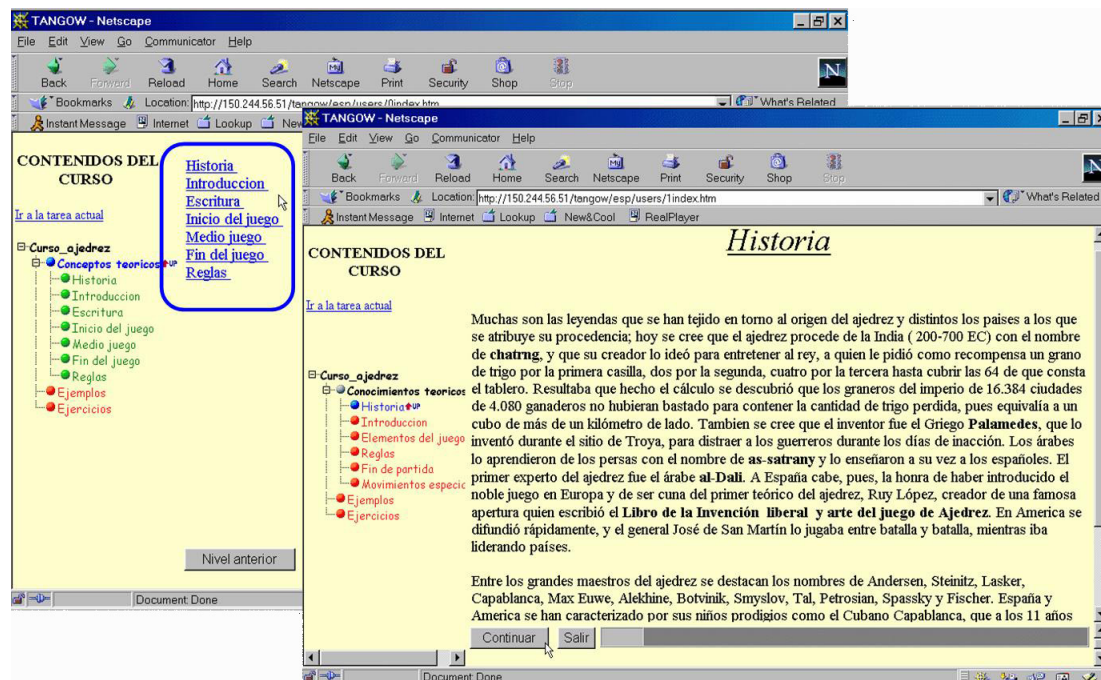 TANGOW - Netscape
File Edit View Go Communicator Help
Back Forward Reload Home Search Netscape Print Security Shop Stop
Bookmarks Location: http://150.244.56.51/tangow/esp/users/0index.htm What's Related
Instant Message Internet Lookup New
CONTENIDOS DEL
CURSO
Ir a la tarea actual
Curso_ajedrez
Conceptos teoricos UP
Historia
Introduccion
Escritura
Inicio del juego
Medio juego
Fin del juego
Reglas
Ejemplos
Ejercicios
Historia
Introduccion
Escritura
Inicio del juego
Medio juego
Fin del juego
Reglas
Nivel anterior
Document: Done
TANGOW - Netscape
File Edit View Go Communicator Help
Back Forward Reload Home Search Netscape Print Security Shop Stop
Bookmarks Location: http://150.244.56.51/tangow/esp/users/1index.htm What's Related
Instant Message Internet Lookup New&Cool RealPlayer
CONTENIDOS DEL
CURSO
Ir a la tarea actual
Curso_ajedrez
Conocimientos teoricos
Historia UP
Introduccion
Elementos del juego
Reglas
Fin de partida
Movimientos especic
Ejemplos
Ejercicios
Historia
Muchas son las leyendas que se han tejido en torno al origen del ajedrez y distintos los paises a los que
se atribuye su procedencia; hoy se cree que el ajedrez procede de la India ( 200-700 EC) con el nombre
de chatrng, y que su creador lo ideó para entretener al rey, a quien le pidió como recompensa un grano
de trigo por la primera casilla, dos por la segunda, cuatro por la tercera hasta cubrir las 64 de que consta
el tablero. Resultaba que hecho el cálculo se descubrió que los graneros del imperio de 16.384 ciudades
de 4.080 ganaderos no hubieran bastado para contener la cantidad de trigo perdida, pues equivalía a un
cubo de más de un kilómetro de lado. Tambien se cree que el inventor fue el Griego Palamedes, que lo
inventó durante el sitio de Troya, para distraer a los guerreros durante los días de inacción. Los árabes
lo aprendieron de los persas con el nombre de as-satrany y lo enseñaron a su vez a los españoles. El
primer experto del ajedrez fue el árabe al-Dali. A España cabe, pues, la honra de haber introducido el
noble juego en Europa y de ser cuna del primer teórico del ajedrez, Ruy López, creador de una famosa
apertura quien escribió el Libro de la Invención liberal y arte del juego de Ajedrez. En America se
difundió rápidamente, y el general José de San Martín lo jugaba entre batalla y batalla, mientras iba
liderando países.
Entre los grandes maestros del ajedrez se destacan los nombres de Andersen, Steinitz, Lasker,
Capablanca, Max Euwe, Alekhine, Botvinik, Smyslov, Tal, Petrosian, Spassky y Fischer. España y
America se han caracterizado por sus niños prodigios como el Cubano Capablanca, que a los 11 años
Continuar Salir
Document: Done